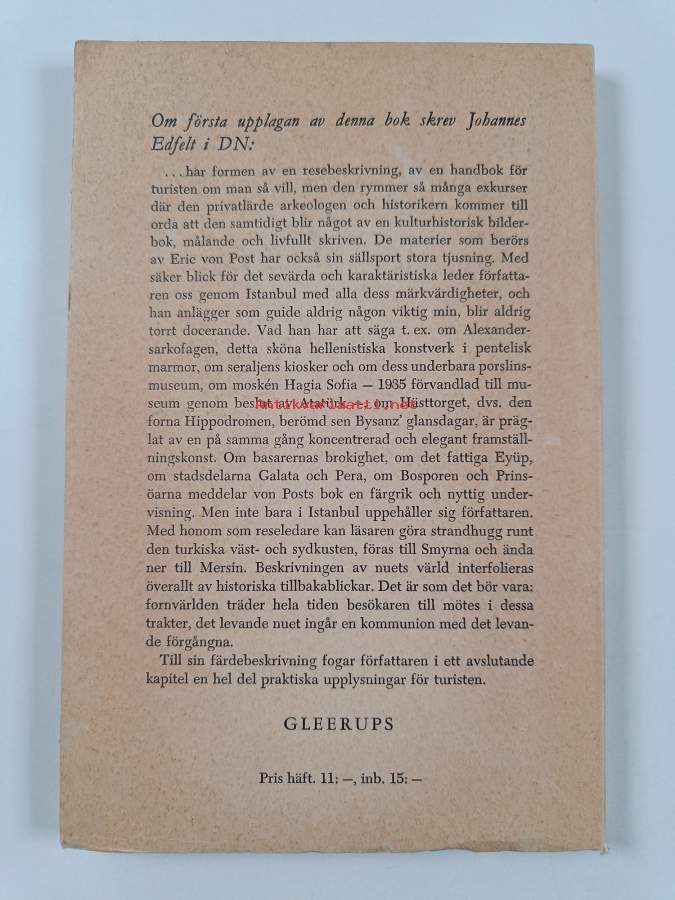 Om första upplagan av denna bok skrev Johannes
Edfelt i DN:
...har formen av en resebeskrivning, av en handbok för
turisten om man så vill, men den rymmer så många exkurser
där den privatlärde arkeologen och historikern kommer till
orda att den samtidigt blir något av en kulturhistorisk bilder-
bok, målande och livfullt skriven. De materier som berörs
av Eric von Post har också sin sällsport stora tjusning. Med
säker blick för det sevärda och karaktäristiska leder författa-
ren oss genom Istanbul med alla dess märkvärdigheter, och
han anlägger som guide aldrig någon viktig min, blir aldrig
torrt docerande. Vad han har att säga t. ex. om Alexander-
sarkofagen, detta sköna hellenistiska konstverk i pentelisk
marmor, om seraljens kiosker och om dess underbara porslins-
museum, om moskén Hagia Sofia — 1935 förvandlad till mu-
seum genom beslut av Atatürk — om Hästtorget, dvs. den
Antikvariaatti.net
forna Hippodromen, berömd sen Bysanz’ glansdagar, är präg-
lat av en på samma gång koncentrerad och elegant framställ-
ningskonst. Om basarernas brokighet, om det fattiga Eyüp,
om stadsdelarna Galata och Pera, om Bosporen och Prins-
öarna meddelar von Posts bok en färgrik och nyttig under-
visning. Men inte bara i Istanbul uppehåller sig författaren.
Med honom som reseledare kan läsaren göra strandhugg runt
den turkiska väst- och sydkusten, föras till Smyrna och ända
ner till Mersin. Beskrivningen av nuets värld interfolieras
överallt av historiska tillbakablickar. Det är som det bör vara:
fornvärlden träder hela tiden besökaren till mötes i dessa
trakter, det levande nuet ingår en kommunion med det levan-
de förgångna.
Till sin färdebeskrivning fogar författaren i ett avslutande
kapitel en hel del praktiska upplysningar för turisten.
GLEERUPS
Pris häft. 11: —, inb. 15: —